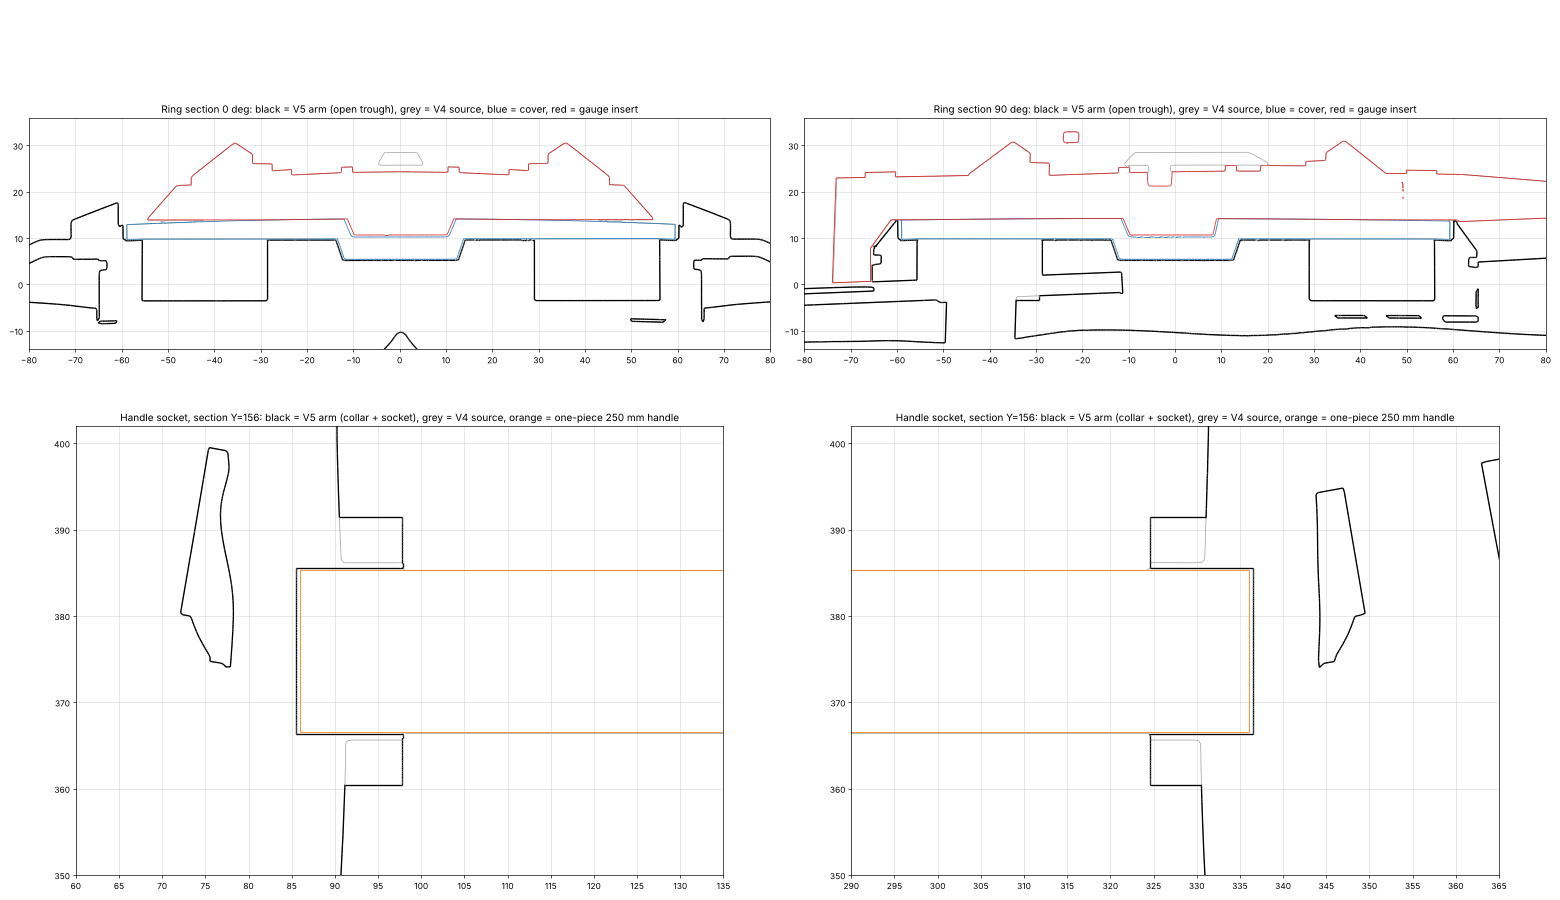 Ring section 0 deg: black = V5 arm (open trough), grey = V4 source, blue = cover, red = gauge insert
30
20
10
0
−10
−80 −70 −60 −50 −40 −30 −20 −10 0 10 20 30 40 50 60 70 80
Ring section 90 deg: black = V5 arm (open trough), grey = V4 source, blue = cover, red = gauge insert
30
20
10
0
−10
−80 −70 −60 −50 −40 −30 −20 −10 0 10 20 30 40 50 60 70 80
Handle socket, section Y=156: black = V5 arm (collar + socket), grey = V4 source, orange = one-piece 250 mm handle
400
390
380
370
360
350
60 65 70 75 80 85 90 95 100 105 110 115 120 125 130 135
Handle socket, section Y=156: black = V5 arm (collar + socket), grey = V4 source, orange = one-piece 250 mm handle
400
390
380
370
360
350
290 295 300 305 310 315 320 325 330 335 340 345 350 355 360 365